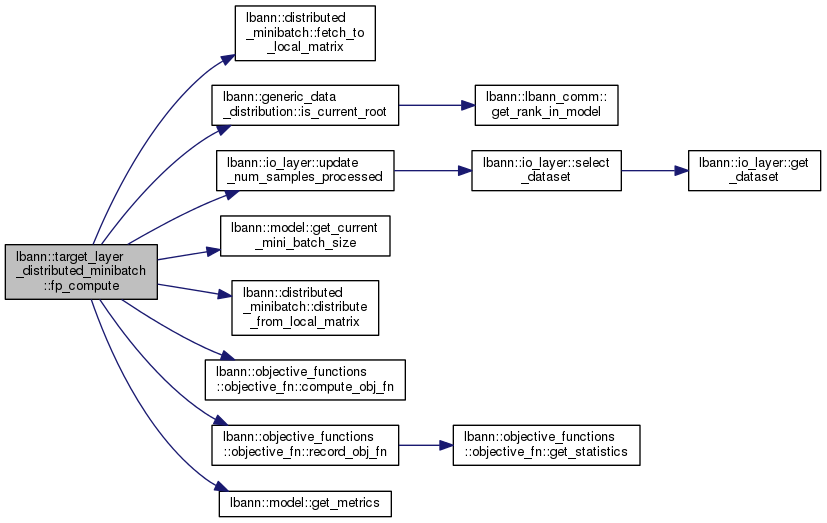 lbann::distributed
_minibatch::fetch_to
_local_matrix
lbann::generic_data
_distribution::is_current_root
lbann::lbann_comm::
get_rank_in_model
lbann::io_layer::update
_num_samples_processed
lbann::io_layer::select
_dataset
lbann::io_layer::get
_dataset
lbann::model::get_current
_mini_batch_size
lbann::target_layer
_distributed_minibatch
::fp_compute
lbann::distributed
_minibatch::distribute
_from_local_matrix
lbann::objective_functions
::objective_fn::compute_obj_fn
lbann::objective_functions
::objective_fn::record_obj_fn
lbann::objective_functions
::objective_fn::get_statistics
lbann::model::get_metrics